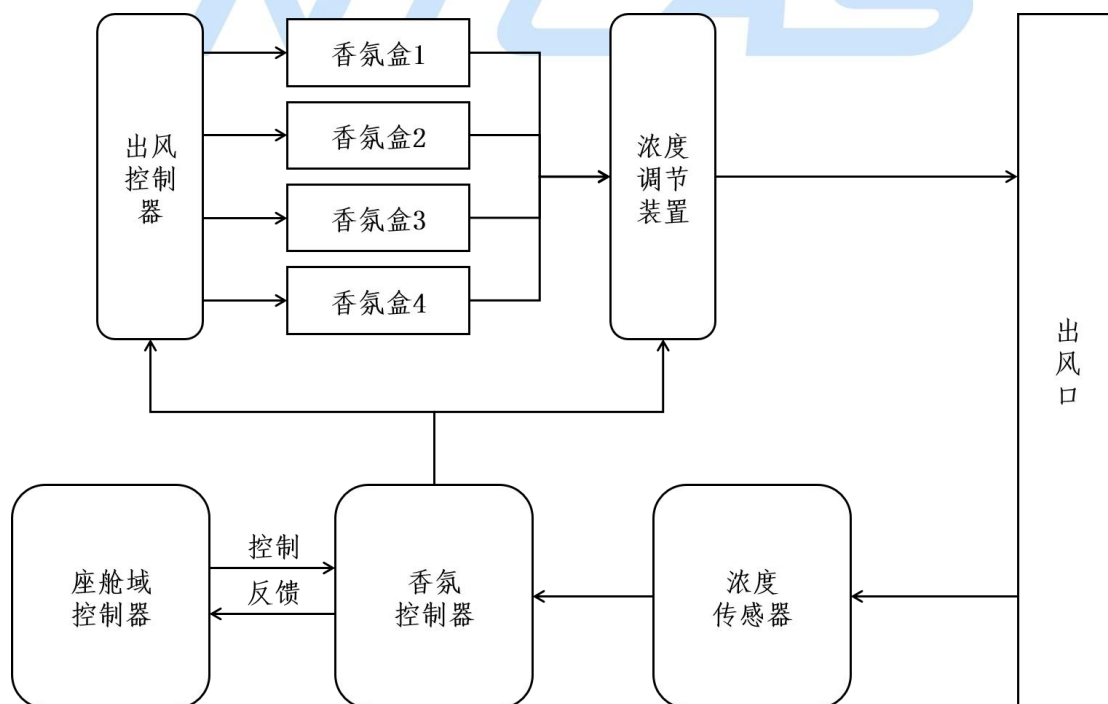 出风
控制
器
香氛盒1
香氛盒2
香氛盒3
香氛盒4
浓度
调节
装置
出
风
口
座舱域
控制器
控制
反馈
香氛
控制器
浓度
传感器